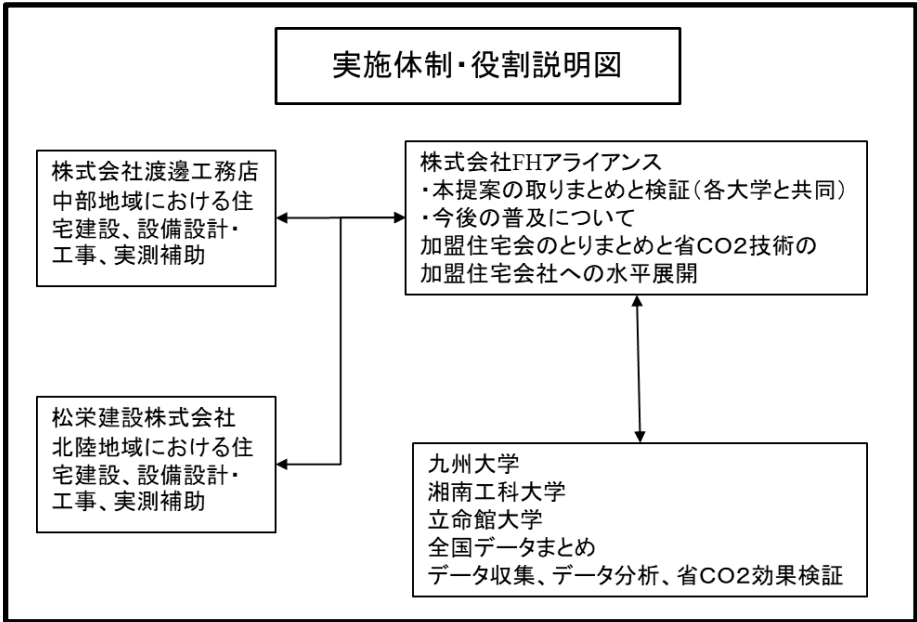 実施体制・役割説明図
株式会社渡邊工務店
中部地域における住
宅建設、設備設計・
工事、実測補助
株式会社FHアライアンス
・本提案の取りまとめと検証（各大学と共同）
・今後の普及について
加盟住宅会のとりまとめと省ＣＯ２技術の
加盟住宅会社への水平展開
松栄建設株式会社
北陸地域における住
宅建設、設備設計・
工事、実測補助
九州大学
湘南工科大学
立命館大学
全国データまとめ
データ収集、データ分析、省ＣＯ２効果検証